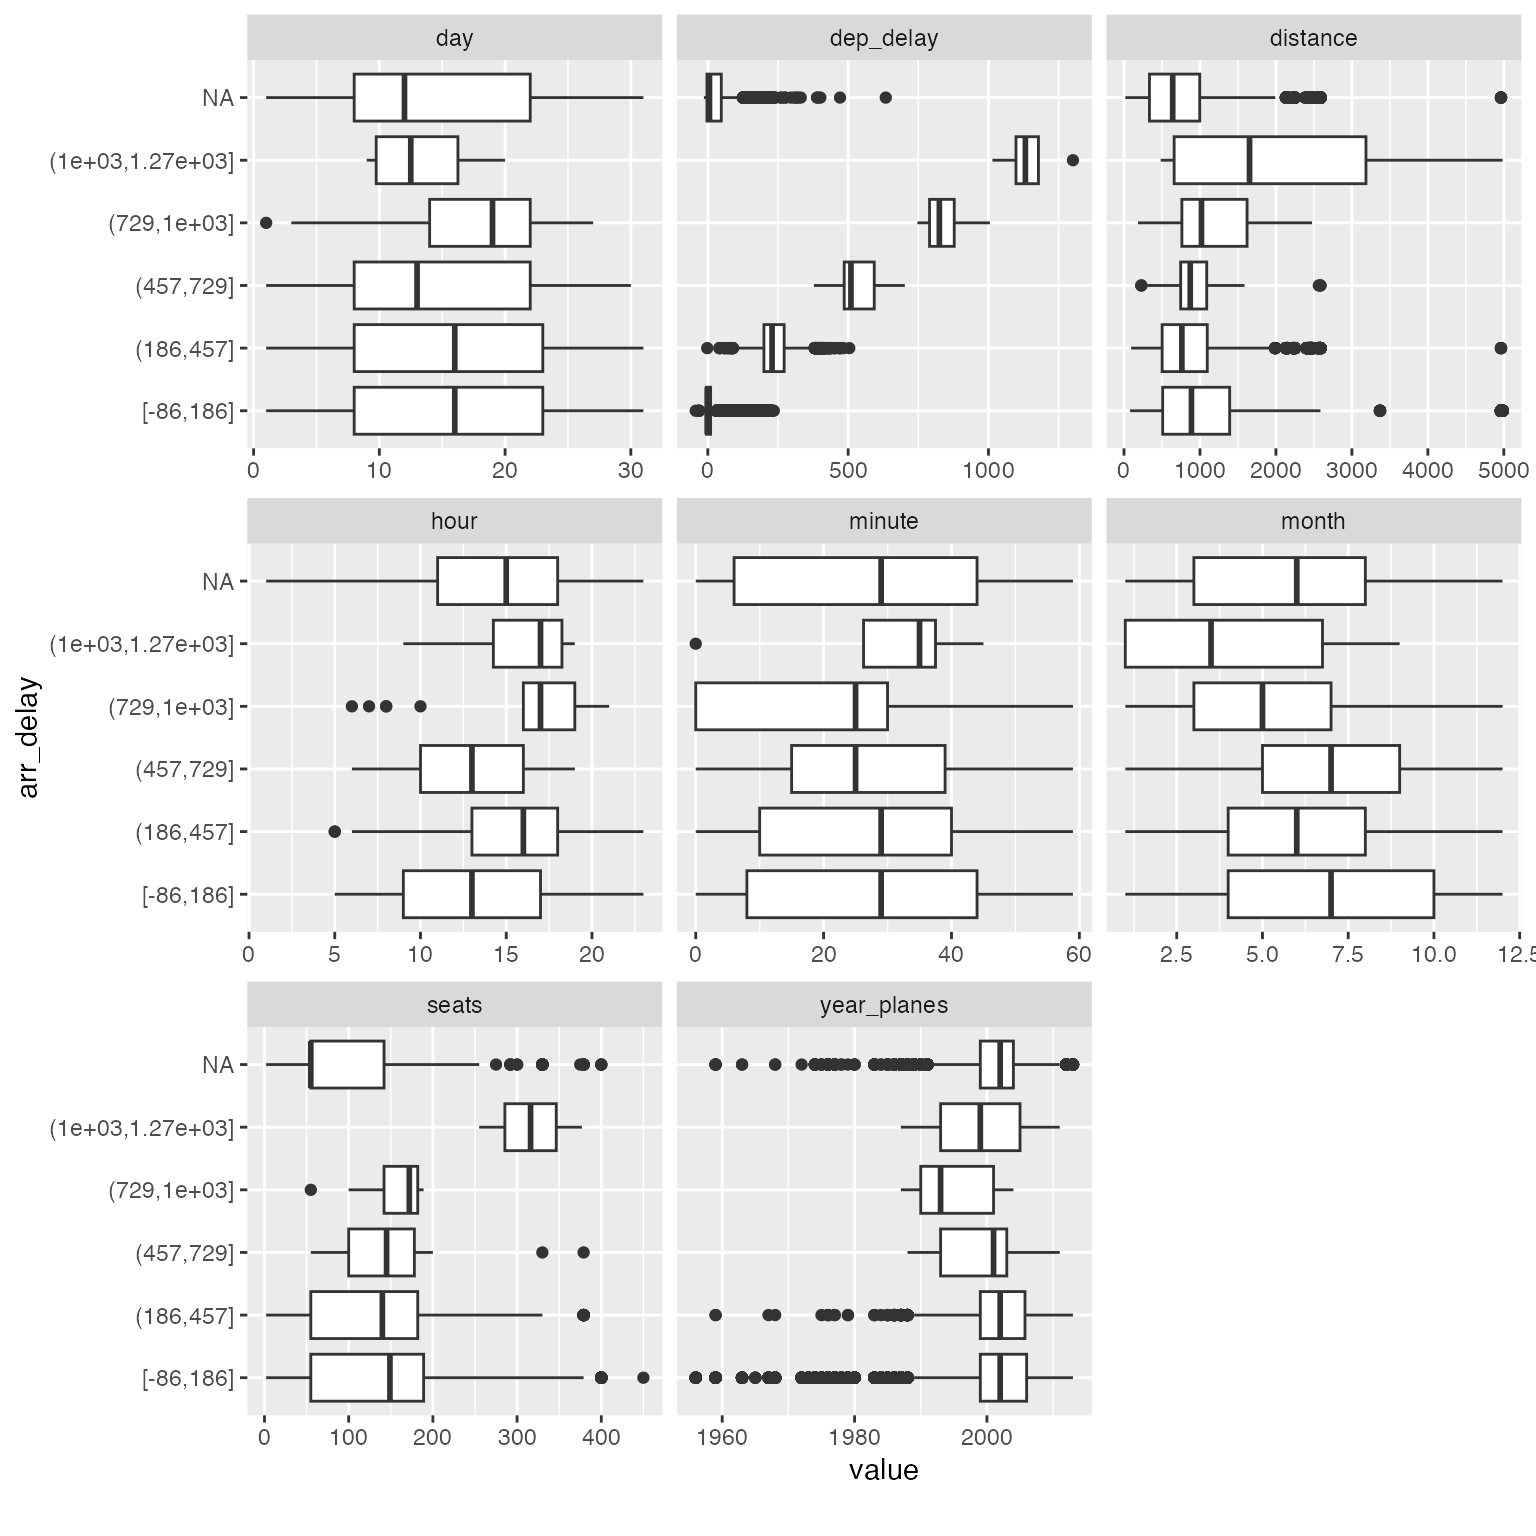 day dep_delay distance
NA
(1e+03,1.27e+03]
(729,1e+03]
(457,729]
(186,457]
[-86,186]
0 10 20 30 0 500 1000 0 1000 2000 3000 4000 5000
hour minute month
NA
(1e+03,1.27e+03]
(729,1e+03]
(457,729]
(186,457]
[-86,186]
0 5 10 15 20 0 20 40 60 2.5 5.0 7.5 10.0 12.5
arr_delay
seats year_planes
NA
(1e+03,1.27e+03]
(729,1e+03]
(457,729]
(186,457]
[-86,186]
0 100 200 300 400 1960 1980 2000
value